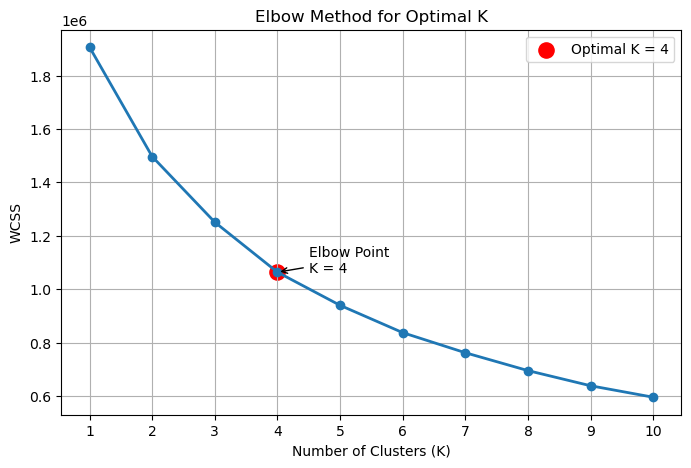 Elbow Method for Optimal K
1e6
Optimal K = 4
1.8
1.6
1.4
1.2
1.0
0.8
0.6
WCSS
Elbow Point
K = 4
1 2 3 4 5 6 7 8 9 10
Number of Clusters (K)